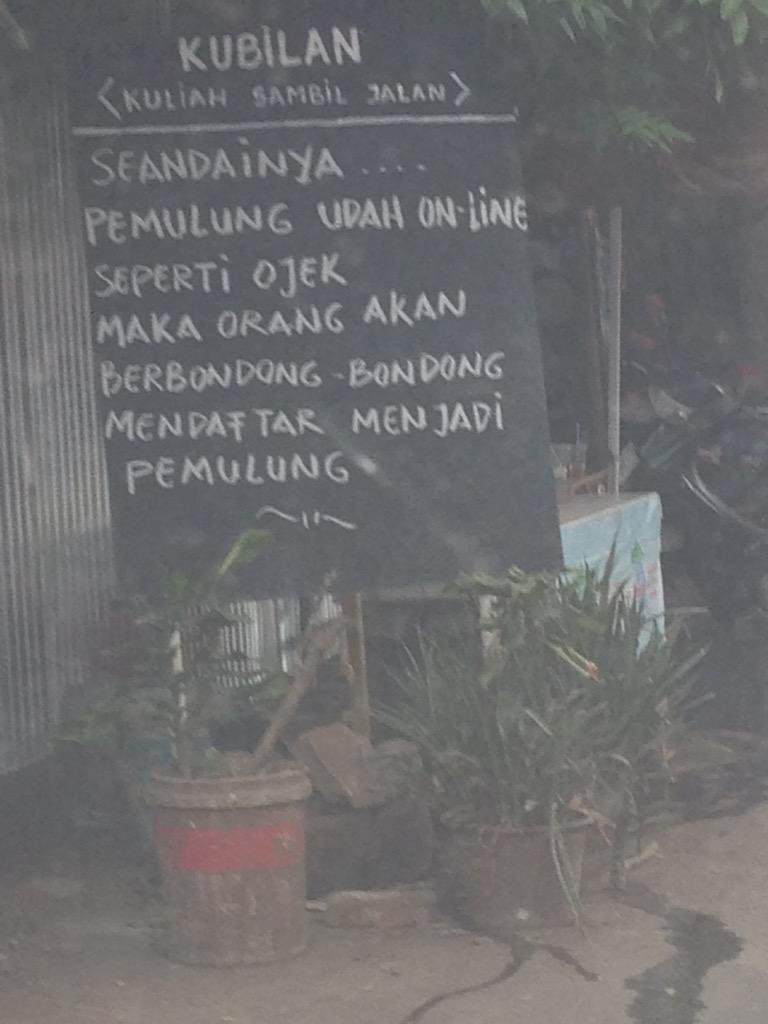 KUBILAN
<KULIAH SAMBIL JALAN>
SEANDAINYA ....
PEMULUNG UDAH ON-LINE
SEPERTI OJEK
MAKA ORANG AKAN
BERBONDONG-BONDONG
MENDAFTAR MENJADI
PEMULUNG